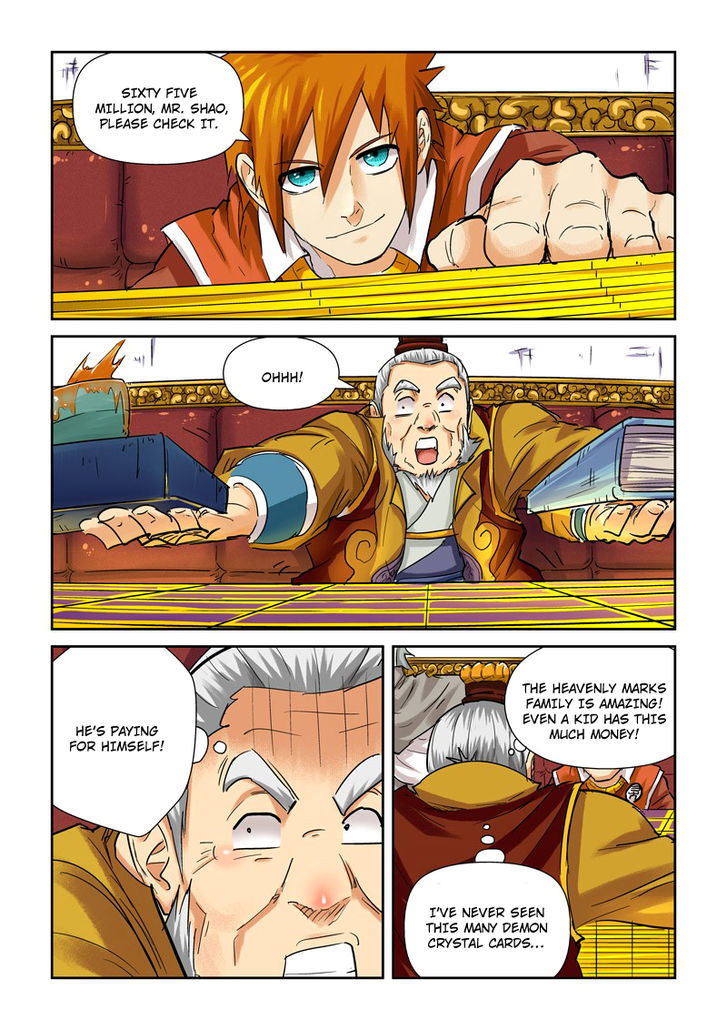 SIXTY FIVE
MILLION, MR. SHAO,
PLEASE CHECK IT.
OHHH!
HE'S PAYING
FOR HIMSELF!
THE HEAVENLY MARKS
FAMILY IS AMAZING!
EVEN A KID HAS THIS
MUCH MONEY!
I'VE NEVER SEEN
THIS MANY DEMON
CRYSTAL CARDS...